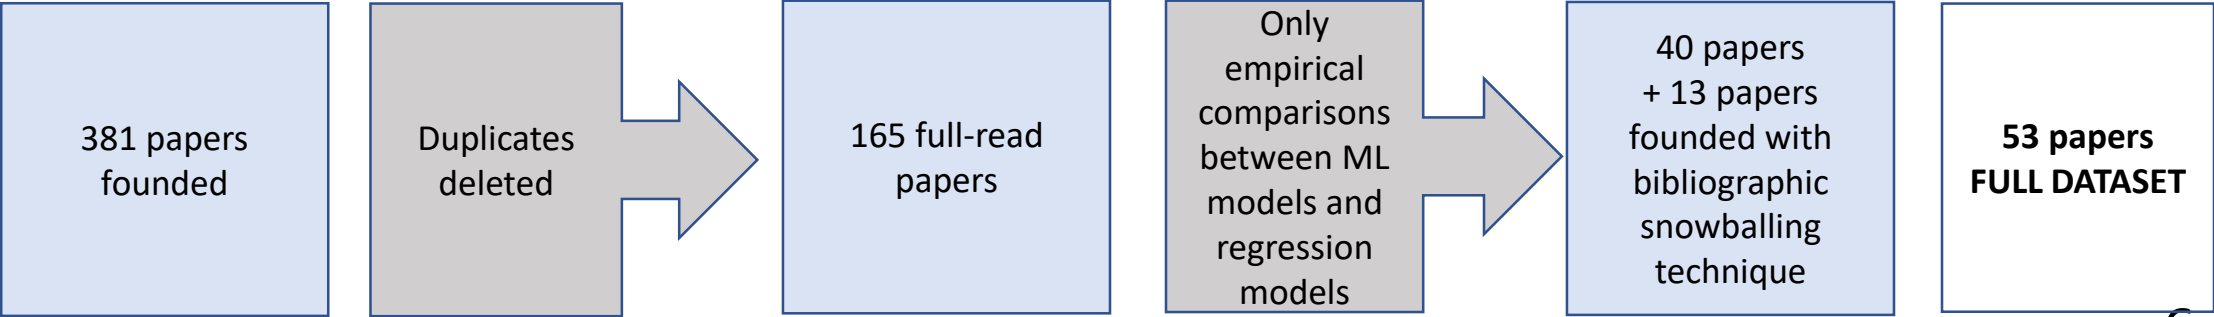 381 papers
founded
Duplicates
deleted
165 full-read
papers
Only
empirical
comparisons
between ML
models and
regression
models
40 papers
+ 13 papers
founded with
bibliographic
snowballing
technique
53 papers
FULL DATASET